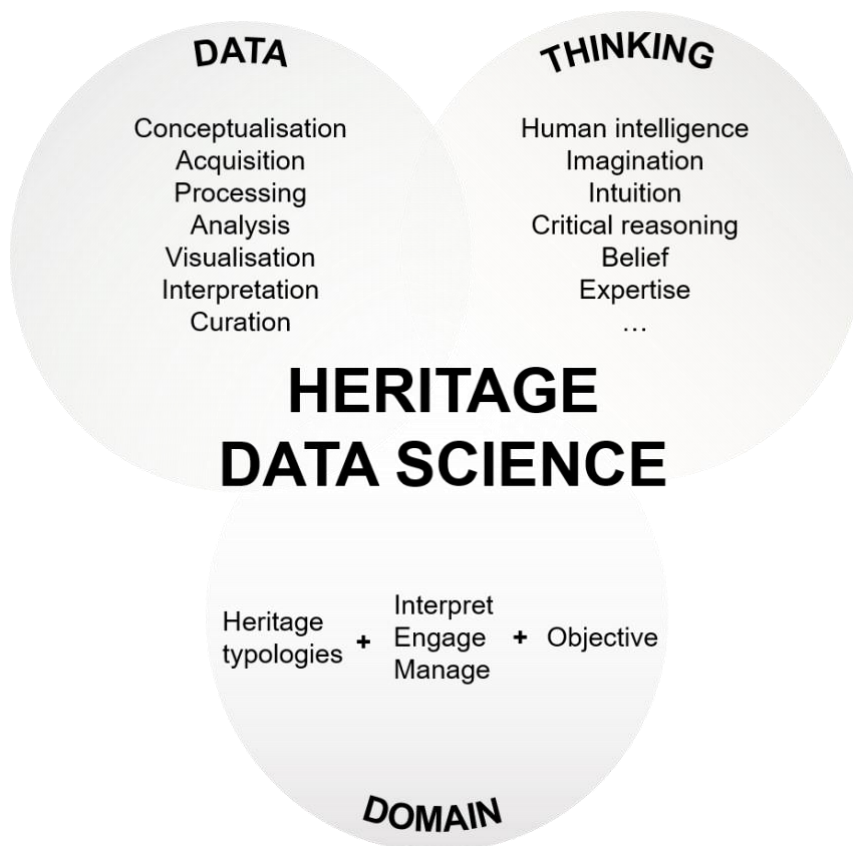 DATA
Conceptualisation
Acquisition
Processing
Analysis
Visualisation
Interpretation
Curation
THINKING
Human intelligence
Imagination
Intuition
Critical reasoning
Belief
Expertise
…
HERITAGE
DATA SCIENCE
Heritage
typologies
+
Interpret
Engage
Manage
+
Objective
DOMAIN